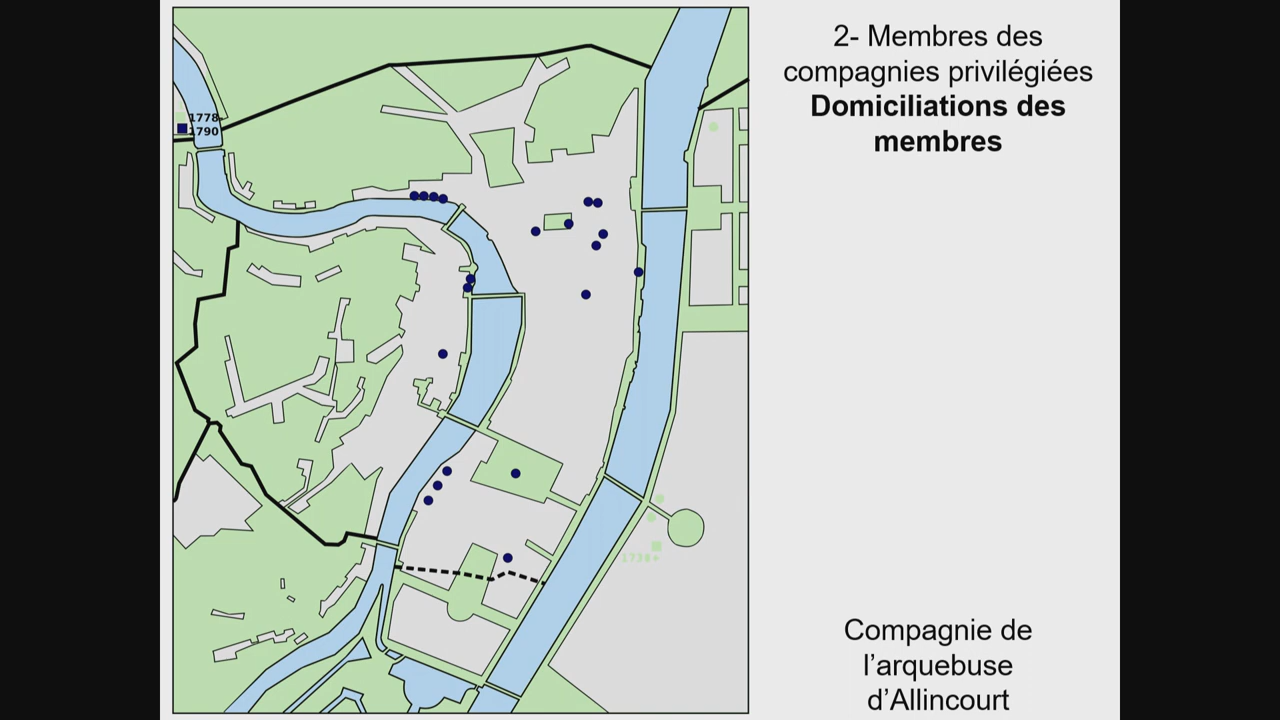 2- Membres des
compagnies privilégiées
Domiciliations des
membres
1778-
1790
Compagnie de
l’arquebuse
d’Allincourt